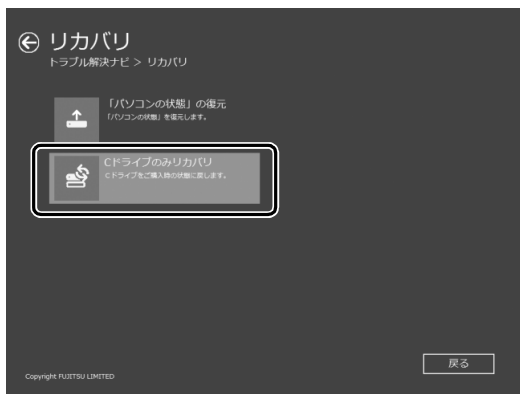 リカバリ
トラブル解決ナビ > リカバリ
「パソコンの状態」の復元
「パソコンの状態」を復元します。
Cドライブのみリカバリ
Cドライブをご購入時の状態に戻します。
戻る
Copyright FUJITSU LIMITED